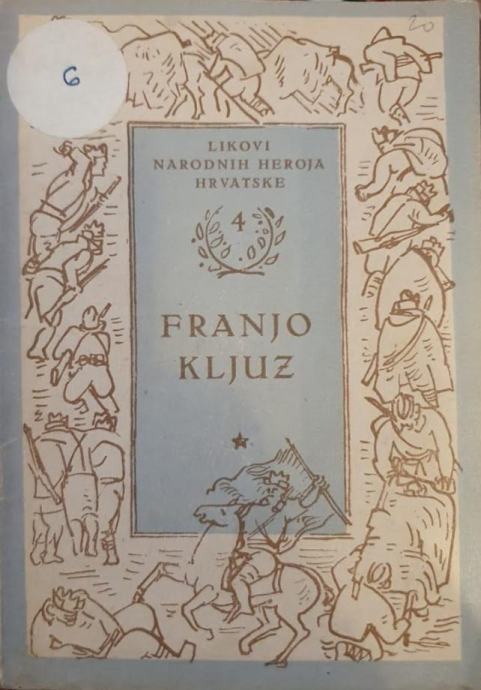 20
6
LIKOVI
NARODNIH HEROJA
HRVATSKE
4
FRANJO
KLJUZ